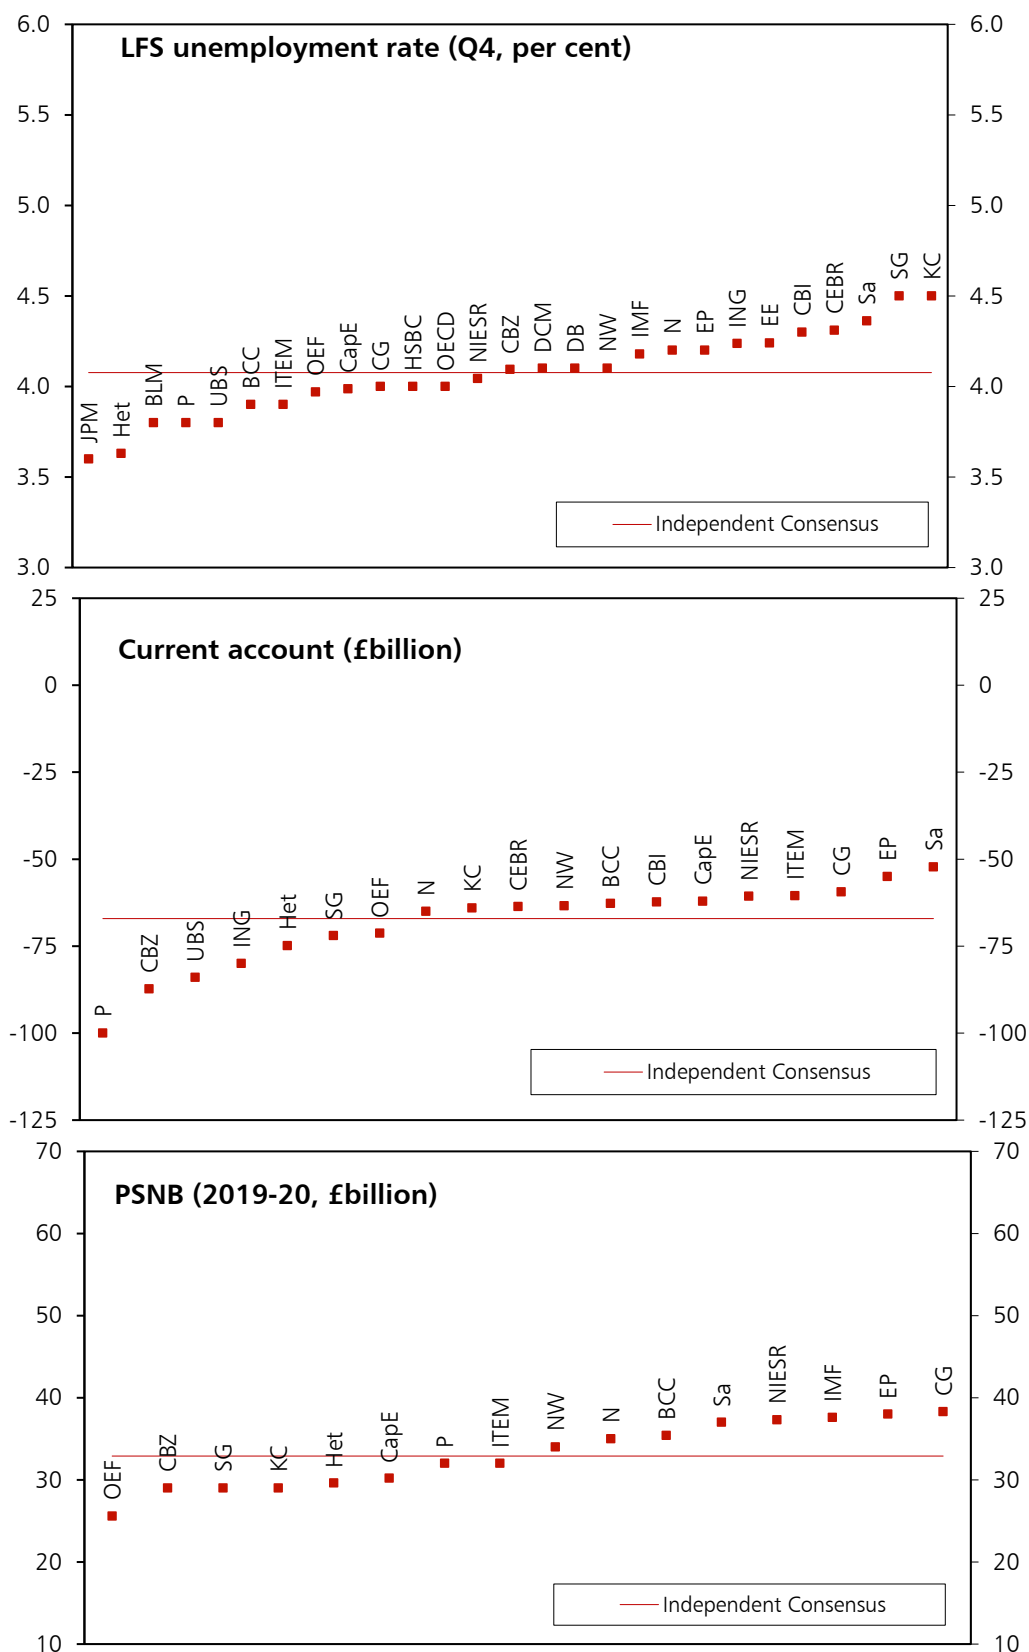 LFS unemployment rate (Q4, per cent)
6.0 6.0
5.5 5.5
5.0 5.0
4.5 4.5
4.0 4.0
3.5 3.5
3.0 3.0
JPM Het BLM P UBS BCC ITEM OEF CapE CG HSBC OECD NIESR CBZ DCM DB NW IMF N EP ING EE CBI CEBR Sa SG KC
Independent Consensus
Current account (£billion)
25 25
0 0
-25 -25
-50 -50
-75 -75
-100 -100
-125 -125
P CBZ UBS ING Het SG OEF N KC CEBR NW BCC CBI CapE NIESR ITEM CG EP Sa
Independent Consensus
PSNB (2019-20, £billion)
70 70
60 60
50 50
40 40
30 30
20 20
10 10
OEF CBZ SG KC Het CapE P ITEM NW N BCC Sa NIESR IMF EP CG
Independent Consensus